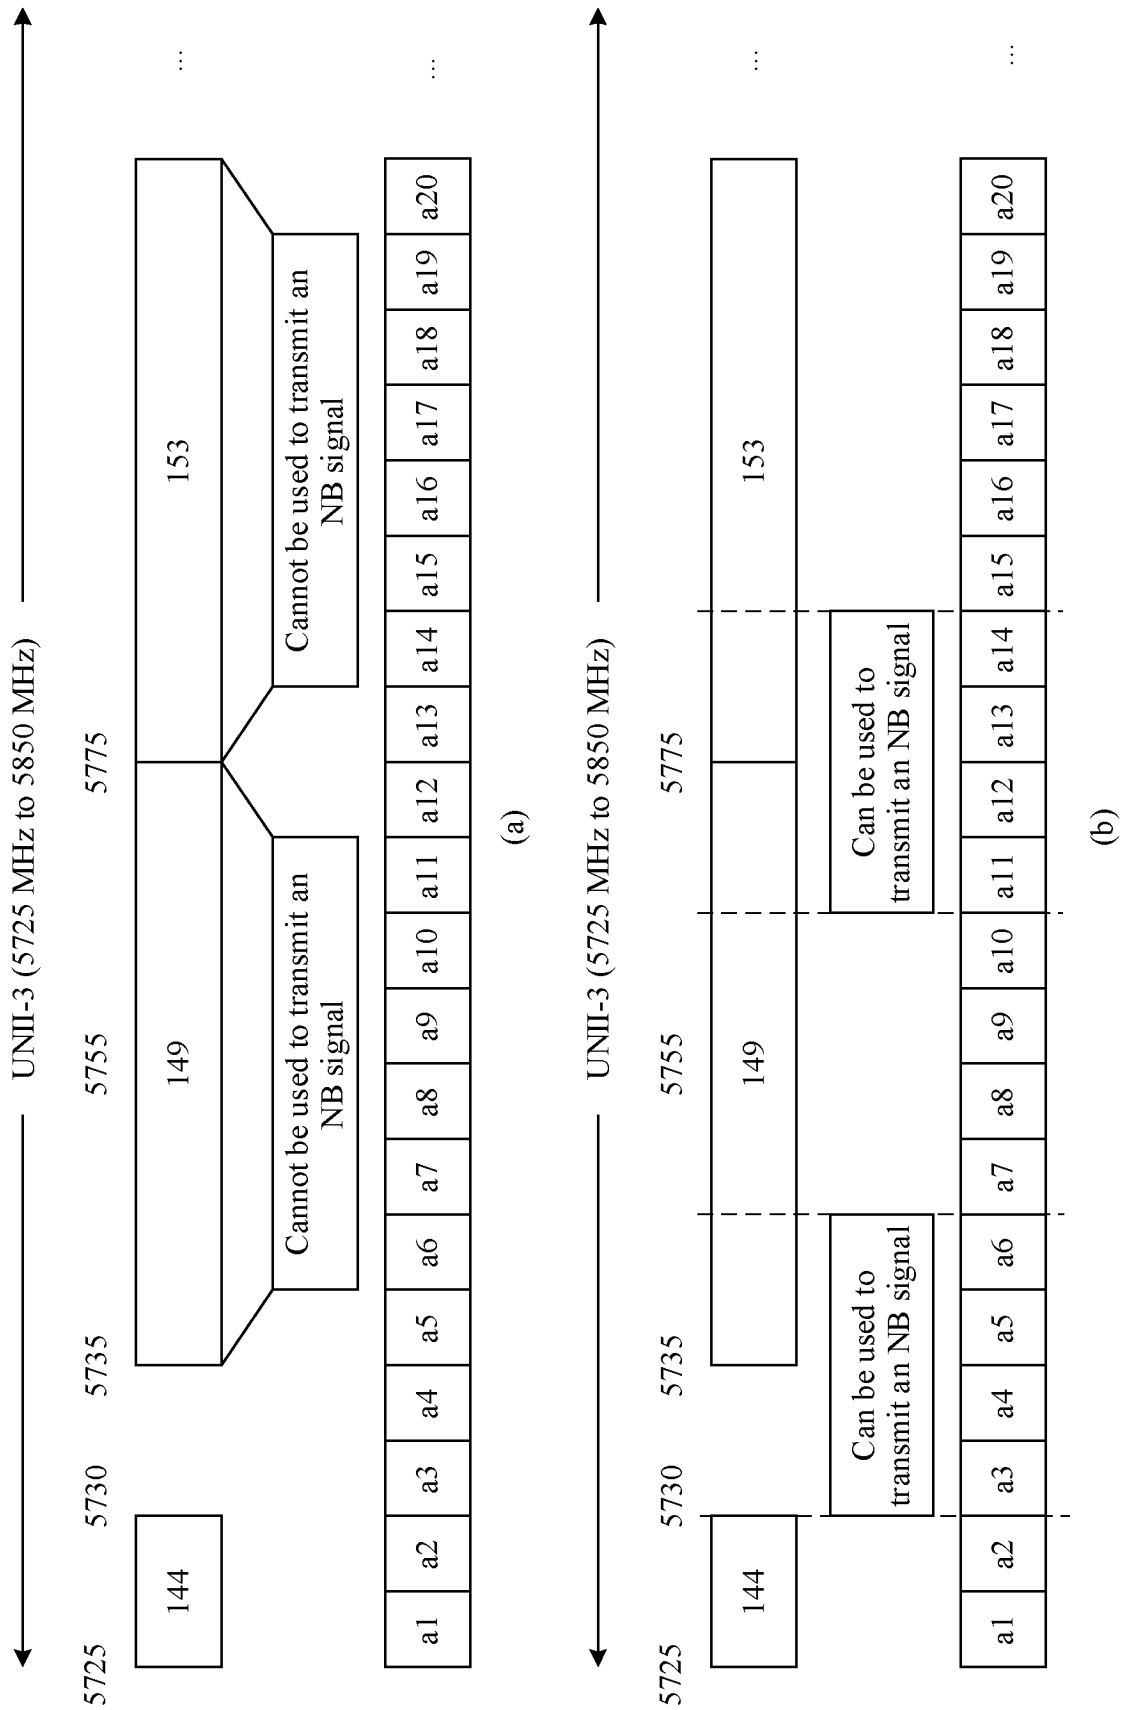 UNII-3 (5725 MHz to 5850 MHz)
5725 5730 5735 5755 5775
144 149 153 ...
Cannot be used to transmit an
NB signal
Cannot be used to transmit an
NB signal
a1 a2 a3 a4 a5 a6 a7 a8 a9 a10 a11 a12 a13 a14 a15 a16 a17 a18 a19 a20 ...
(a)
UNII-3 (5725 MHz to 5850 MHz)
5725 5730 5735 5755 5775
144 149 153 ...
Can be used to
transmit an NB signal
Can be used to
transmit an NB signal
a1 a2 a3 a4 a5 a6 a7 a8 a9 a10 a11 a12 a13 a14 a15 a16 a17 a18 a19 a20 ...
(b)